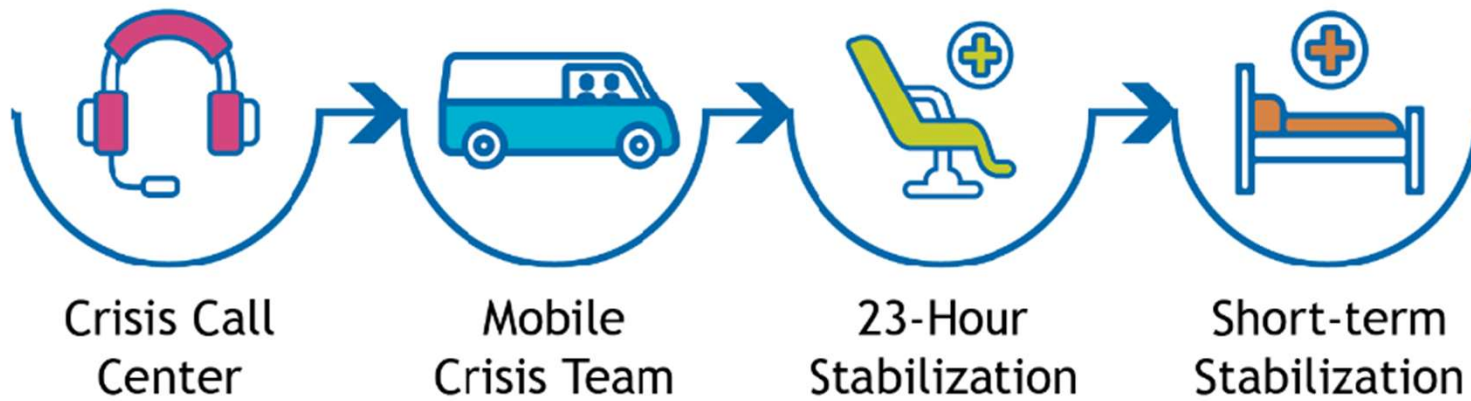 Crisis Call
Center
Mobile
Crisis Team
23-Hour
Stabilization
Short-term
Stabilization